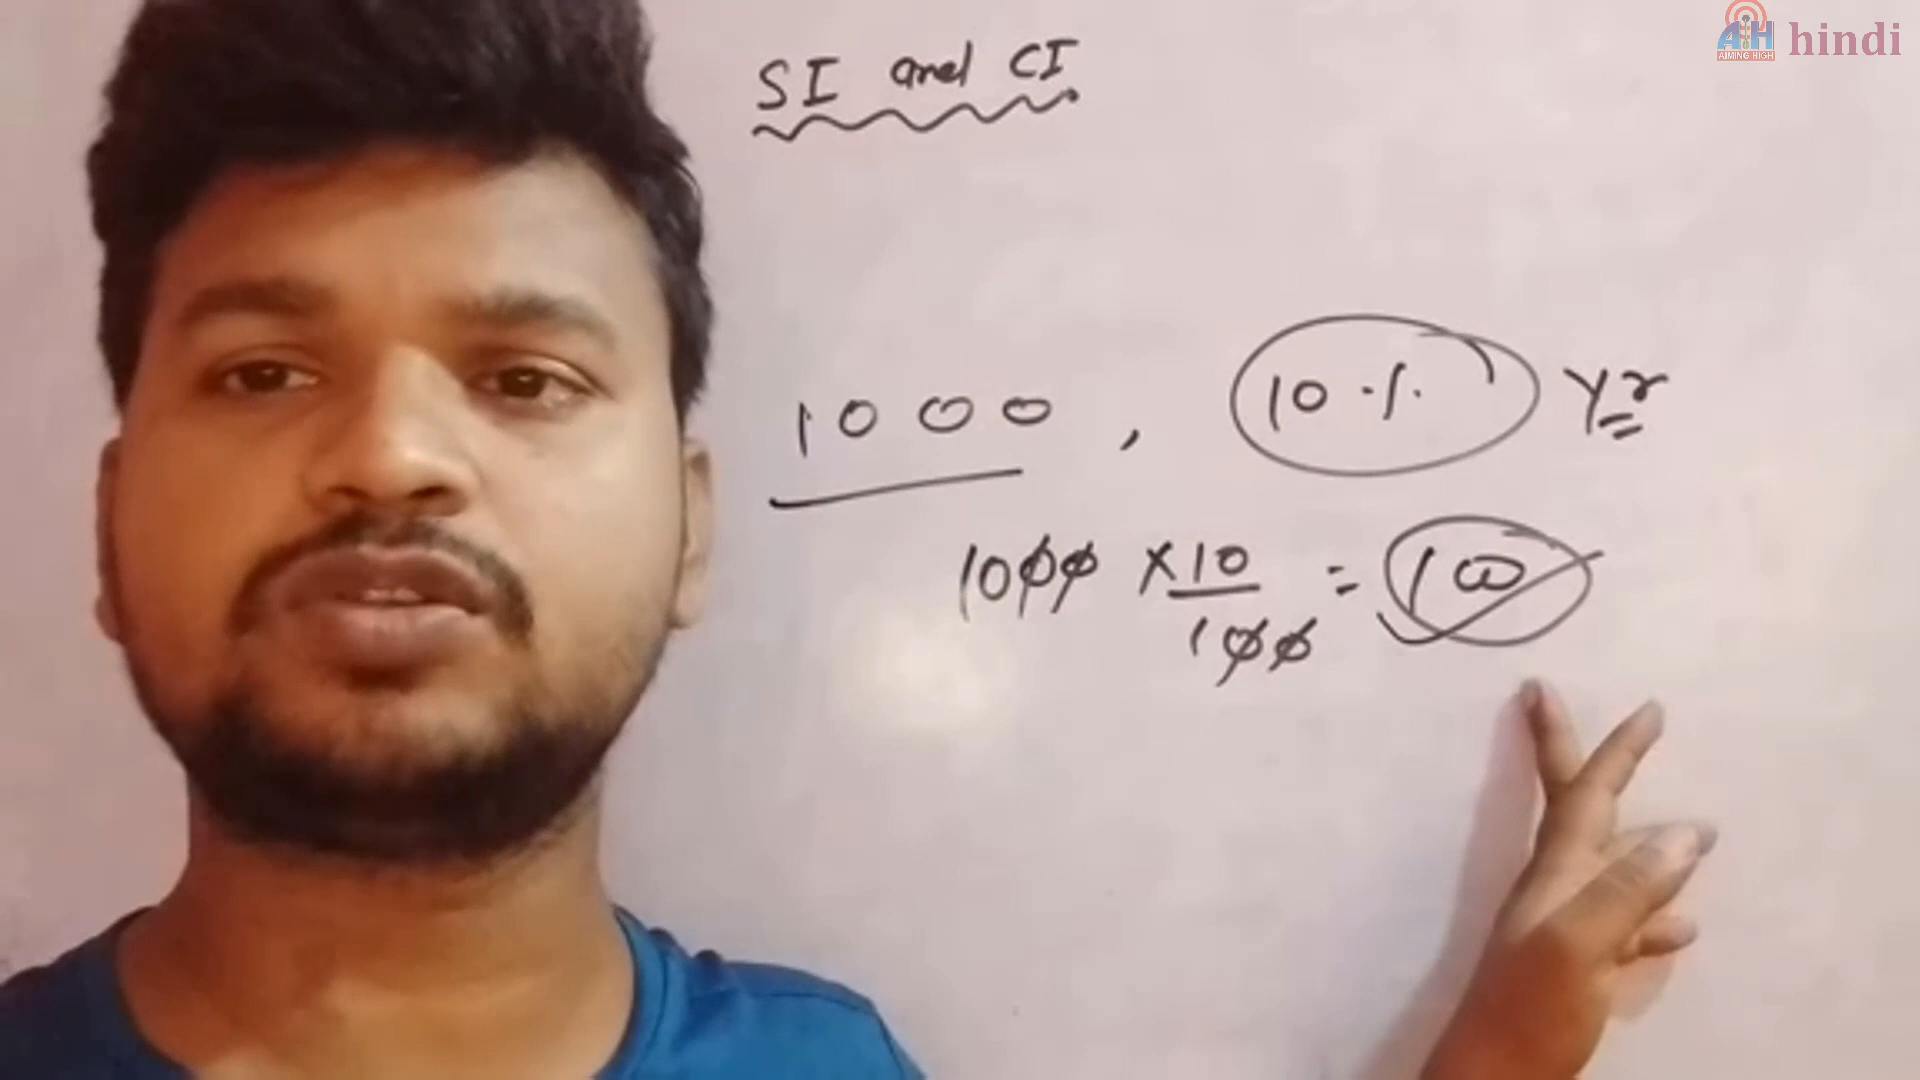 AH hindi
AIMING HIGH
SI and CI
1000, 10% yr
1000 × 10/100 = 100